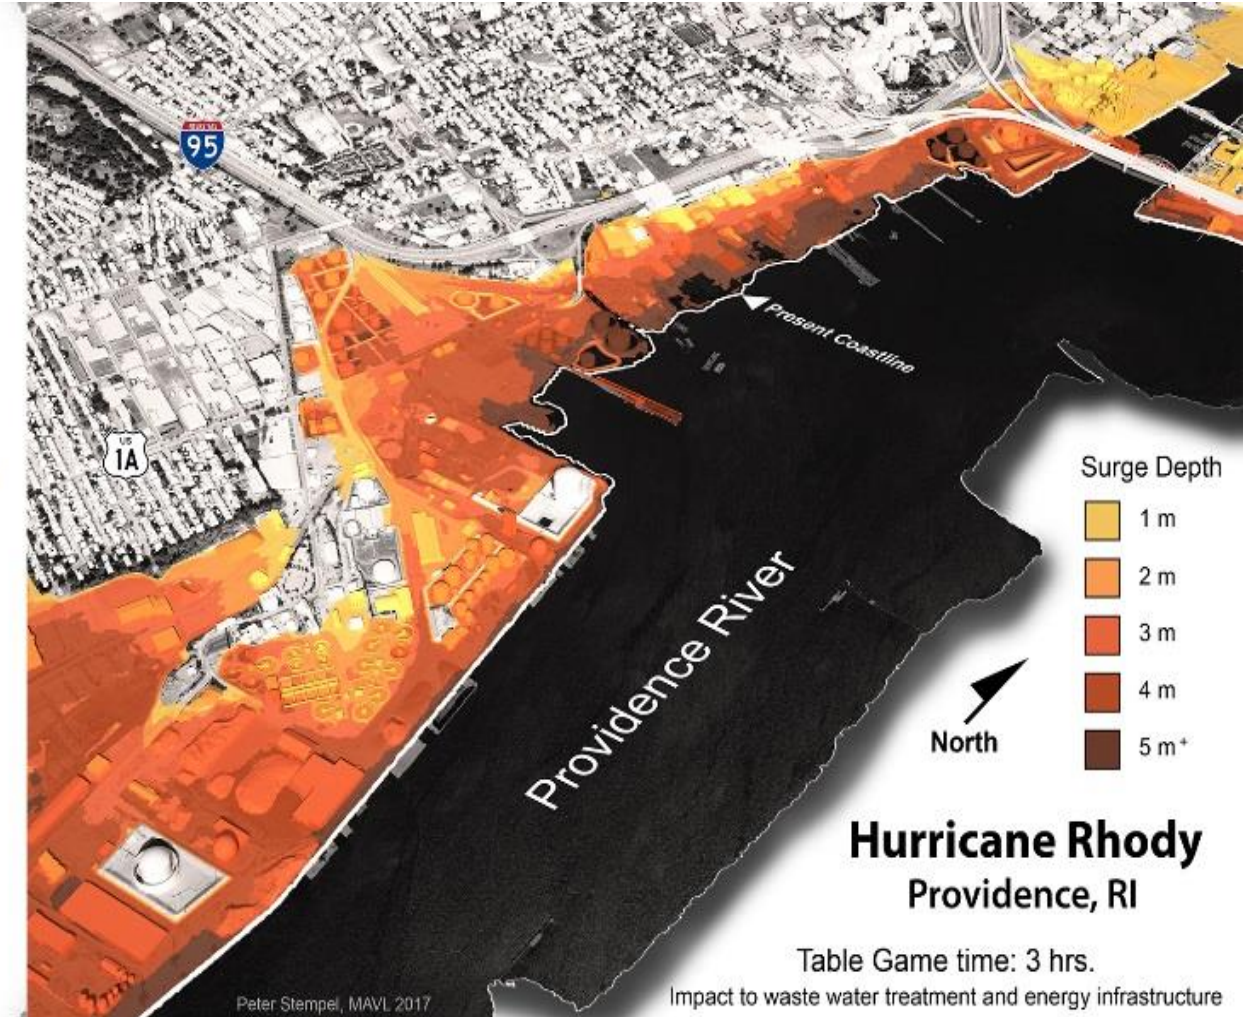 95
US
1A
Present Coastline
Providence River
Surge Depth
1 m
2 m
3 m
4 m
5 m+
North
Hurricane Rhody
Providence, RI
Table Game time: 3 hrs.
Impact to waste water treatment and energy infrastructure
Peter Stempel, MAVL 2017